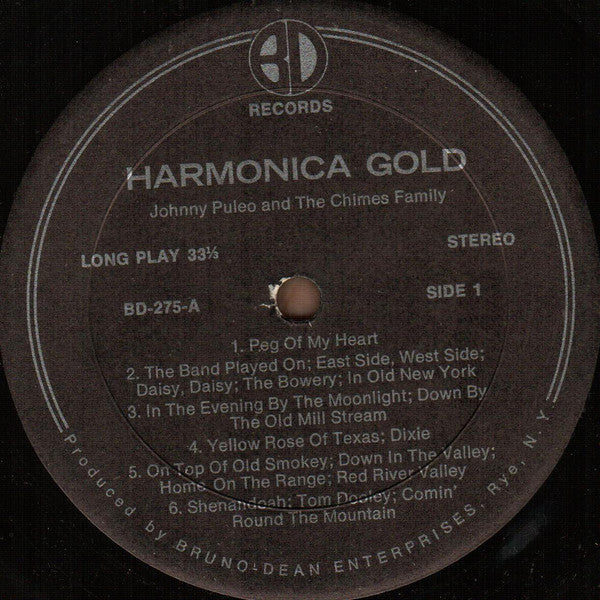 BD
RECORDS
HARMONICA GOLD
Johnny Puleo and The Chimes Family
LONG PLAY 33⅓
STEREO
BD-275-A
SIDE 1
1. Peg Of My Heart
2. The Band Played On; East Side, West Side;
Daisy, Daisy; The Bowery; In Old New York
3. In The Evening By The Moonlight; Down By
The Old Mill Stream
4. Yellow Rose Of Texas; Dixie
5. On Top Of Old Smokey; Down In The Valley;
Home On The Range; Red River Valley
6. Shenandoah; Tom Dooley; Comin'
Round The Mountain
Produced by BRUNO-DEAN ENTERPRISES, Rye, N.Y.